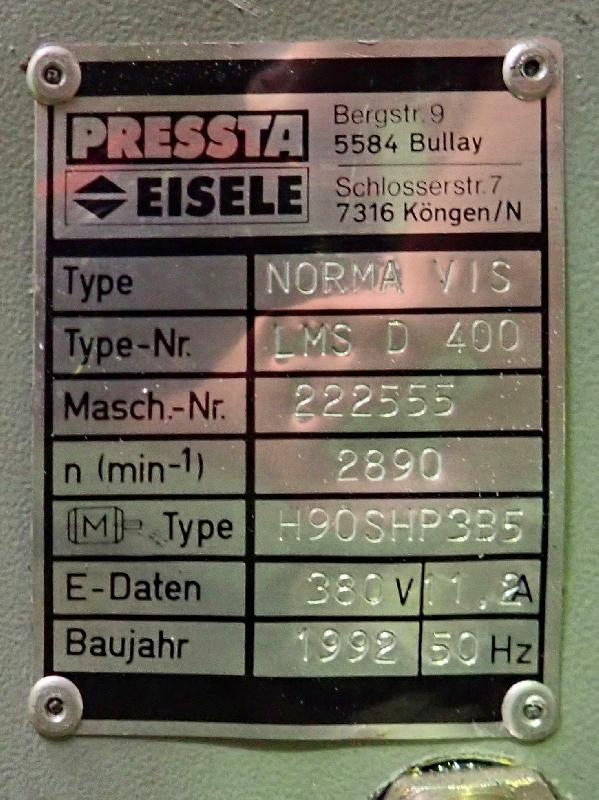 PRESSTA
EISELE
Bergstr. 9
5584 Bullay
Schlosserstr. 7
7316 Köngen/N
Type NORMA VIS
Type-Nr. LMS D 400
Masch.-Nr. 222555
n (min-1) 2890
M Type H90SHP3B5
E-Daten 380 V 11,2 A
Baujahr 1992 50 Hz